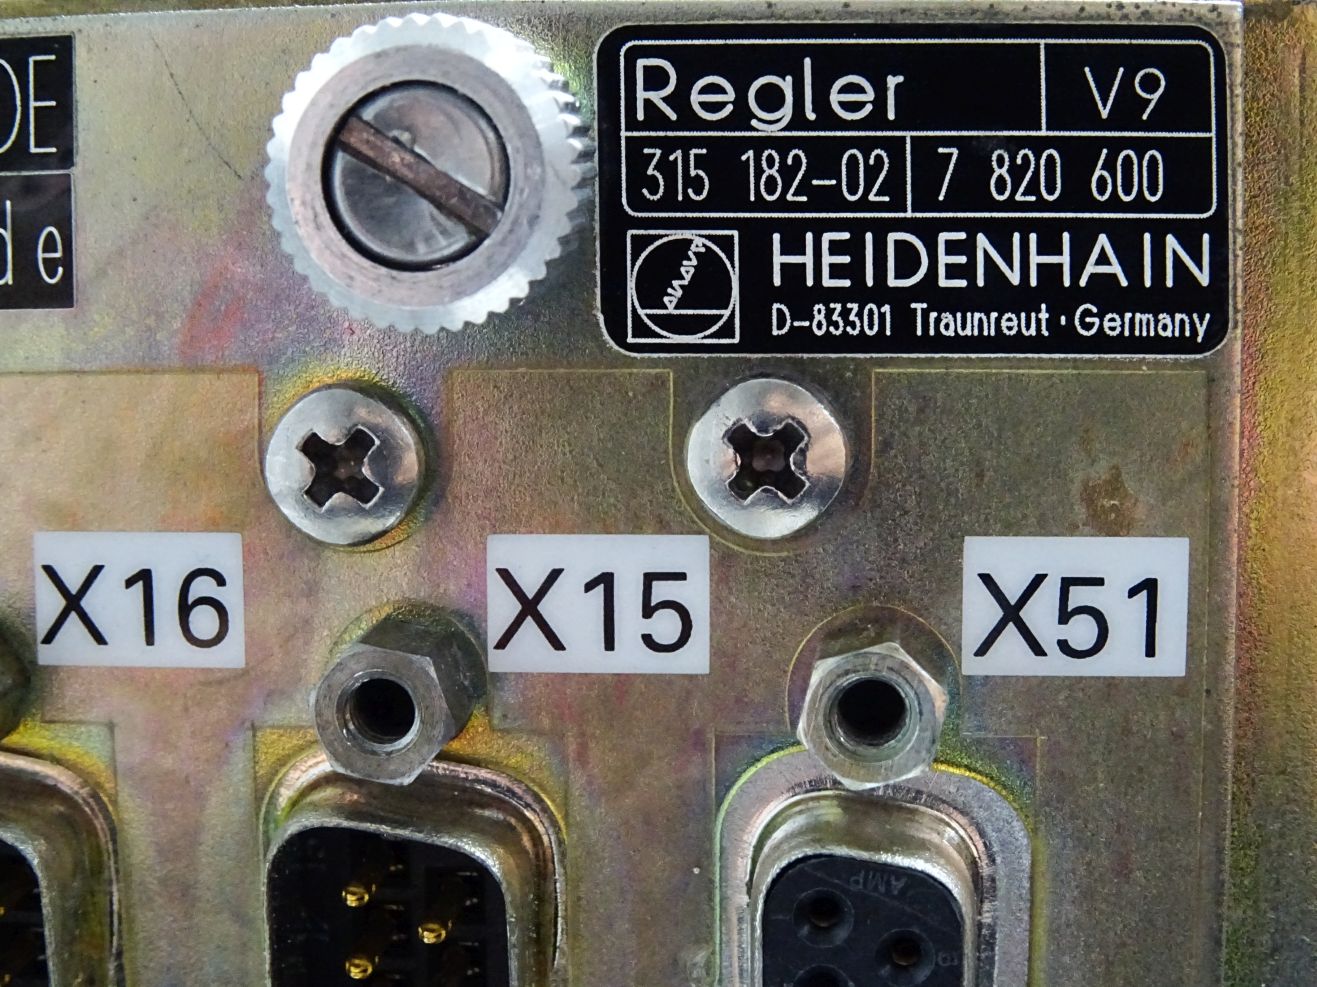 DE
de
Regler V9
315 182-02 7 820 600
HEIDENHAIN
D-83301 Traunreut · Germany
X16 X15 X51
AMP